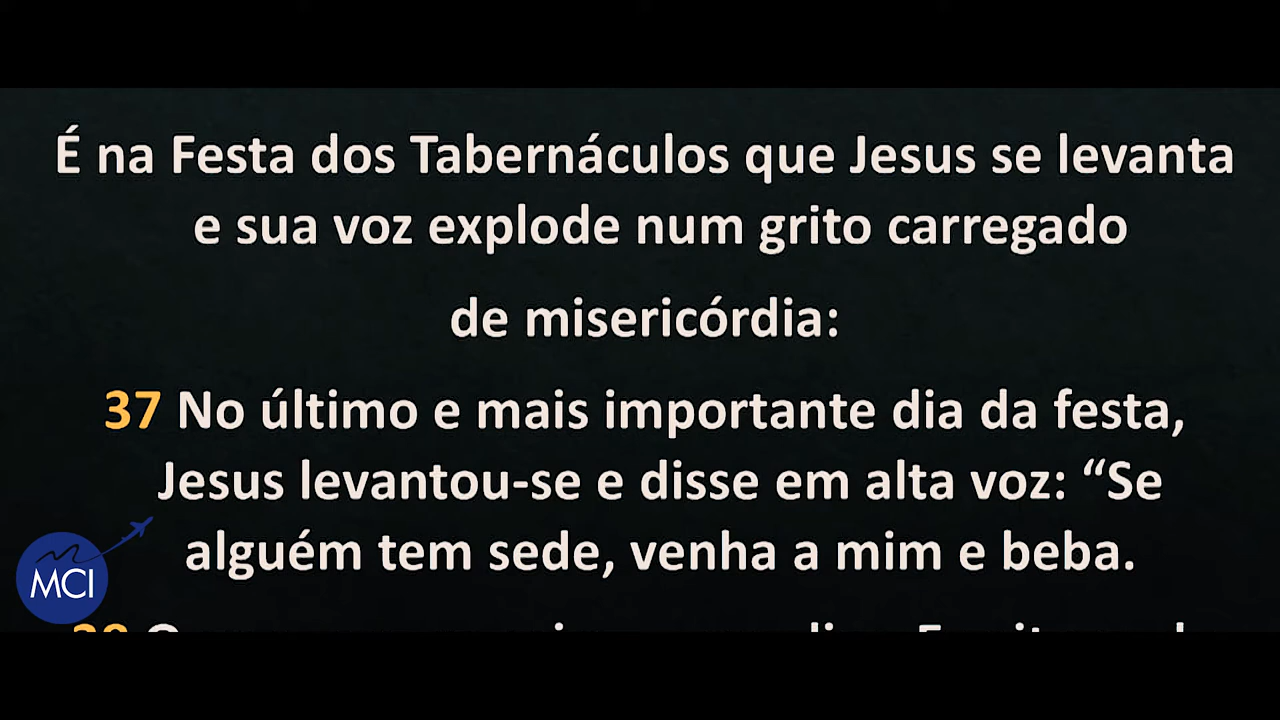 É na Festa dos Tabernáculos que Jesus se levanta
e sua voz explode num grito carregado
de misericórdia:
37 No último e mais importante dia da festa,
Jesus levantou-se e disse em alta voz: “Se
alguém tem sede, venha a mim e beba.
MCI